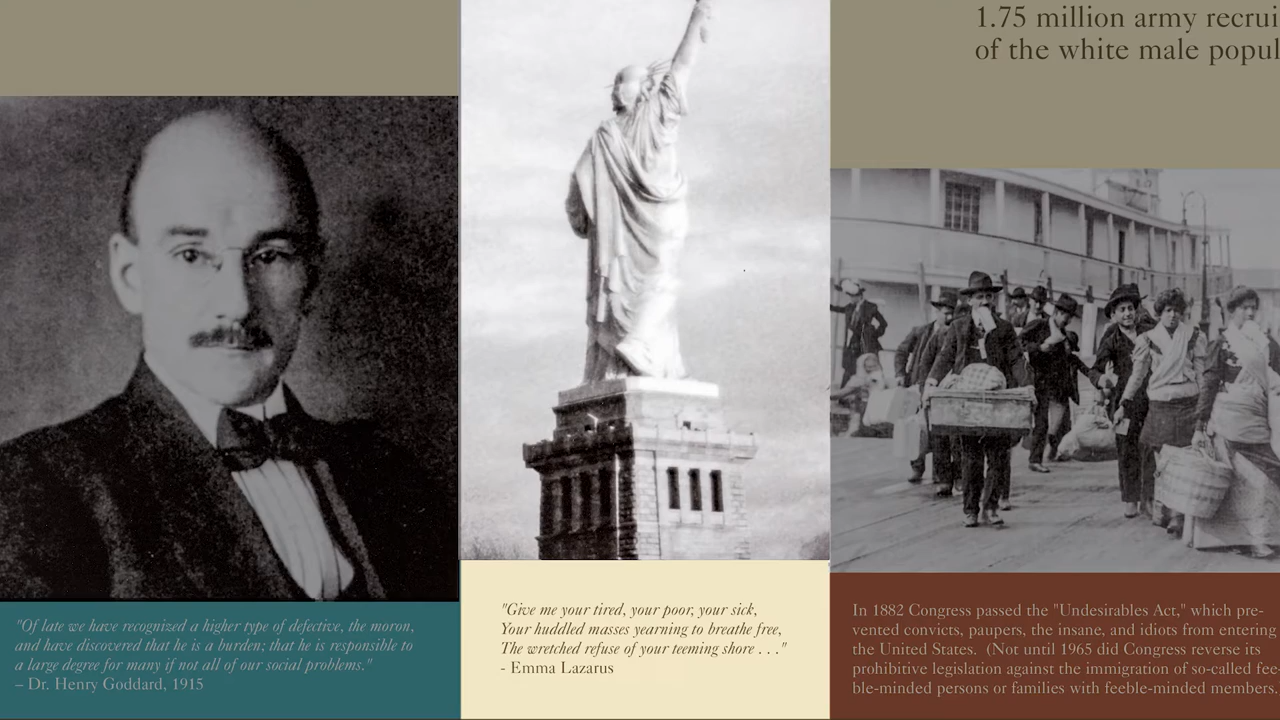 1.75 million army recrui
of the white male popul
"Of late we have recognized a higher type of defective, the moron,
and have discovered that he is a burden; that he is responsible to
a large degree for many if not all of our social problems."
– Dr. Henry Goddard, 1915
"Give me your tired, your poor, your sick,
Your huddled masses yearning to breathe free,
The wretched refuse of your teeming shore . . ."
- Emma Lazarus
In 1882 Congress passed the "Undesirables Act," which pre-
vented convicts, paupers, the insane, and idiots from entering
the United States.  (Not until 1965 did Congress reverse its
prohibitive legislation against the immigration of so-called fee-
ble-minded persons or families with feeble-minded members.